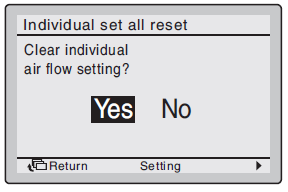 Individual set all reset
Clear individual
air flow setting?
Yes No
Return Setting